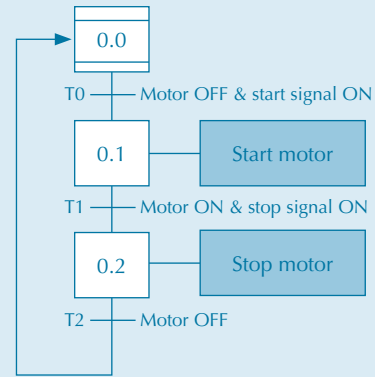 0.0
T0 Motor OFF & start signal ON
0.1 Start motor
T1 Motor ON & stop signal ON
0.2 Stop motor
T2 Motor OFF